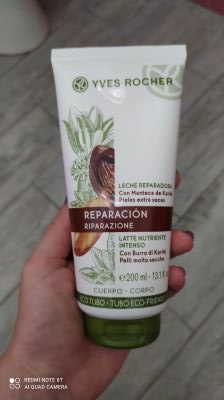 YVES ROCHER
LECHE REPARADORA
Con Manteca de Karité
Pieles extra secas
REPARACIÓN
RIPARAZIONE
LATTE NUTRIENTE
INTENSO
Con Burro di Karité
Pelli molto secche
e200 ml - 13.1 fl
CUERPO - CORPO
ECO TUBO - TUBO ECO-FRIENDLY
REDMI NOTE 8T
AI QUAD CAMERA